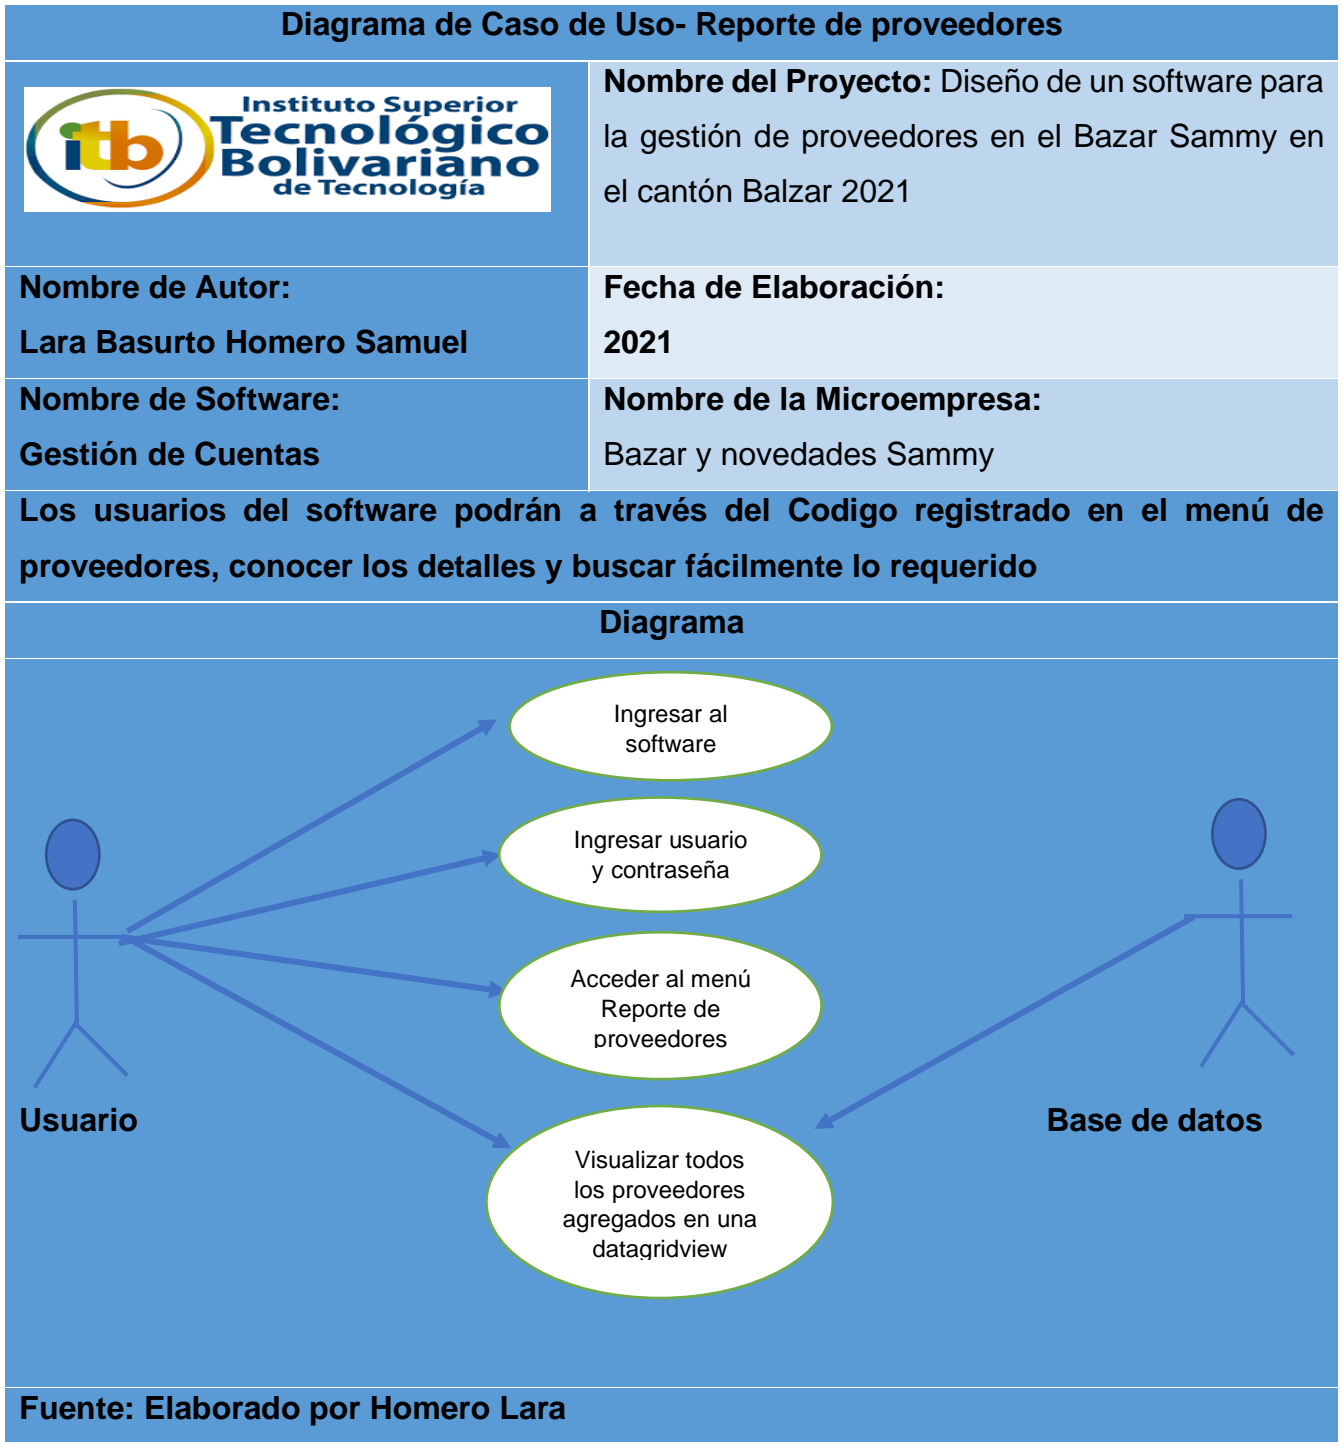 Diagrama de Caso de Uso- Reporte de proveedores
itb
Instituto Superior
Tecnológico
Bolivariano
de Tecnología
Nombre del Proyecto: Diseño de un software para
la gestión de proveedores en el Bazar Sammy en
el cantón Balzar 2021
Nombre de Autor:
Lara Basurto Homero Samuel
Fecha de Elaboración:
2021
Nombre de Software:
Gestión de Cuentas
Nombre de la Microempresa:
Bazar y novedades Sammy
Los usuarios del software podrán a través del Codigo registrado en el menú de
proveedores, conocer los detalles y buscar fácilmente lo requerido
Diagrama
Ingresar al
software
Ingresar usuario
y contraseña
Acceder al menú
Reporte de
proveedores
Usuario
Base de datos
Visualizar todos
los proveedores
agregados en una
datagridview
Fuente: Elaborado por Homero Lara